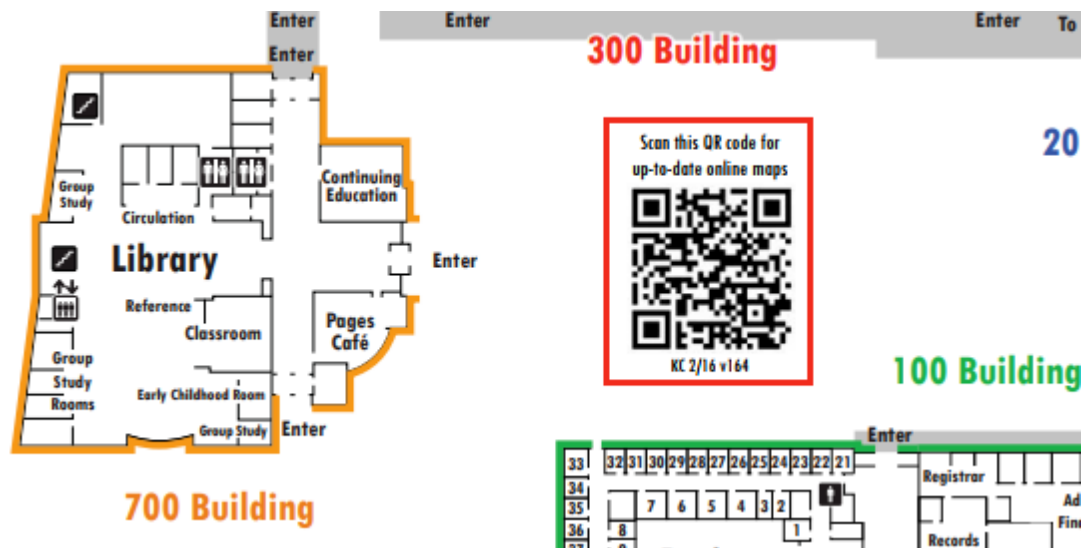 Enter
Enter
Enter
To
Enter
300 Building
Scan this QR code for
up-to-date online maps
20
Group
Study
Continuing
Education
Circulation
Library
Enter
Reference
Classroom
Pages
Café
Group
Study
Rooms
Early Childhood Room
Group Study
Enter
KC 2/16 v164
100 Building
700 Building
Enter
33
32 31 30 29 28 27 26 25 24 23 22 21
Registrar
34
35
7 6 5 4 3 2
Ad
36
8
1
Records